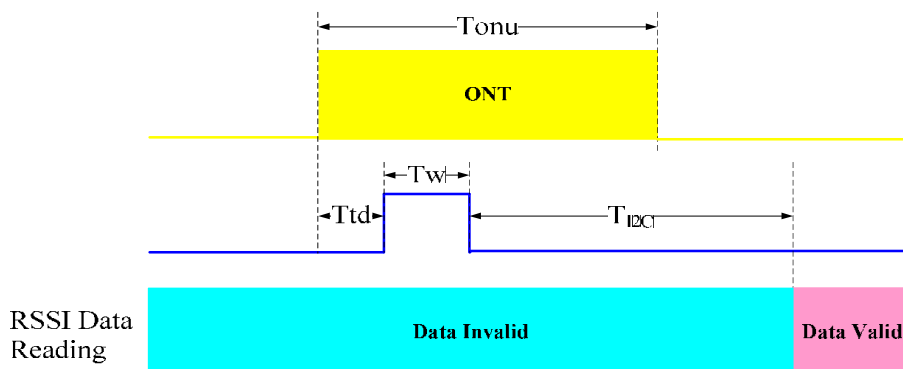 Tonu
ONT
Tw
Ttd
TI2C
RSSI Data
Reading
Data Invalid
Data Valid